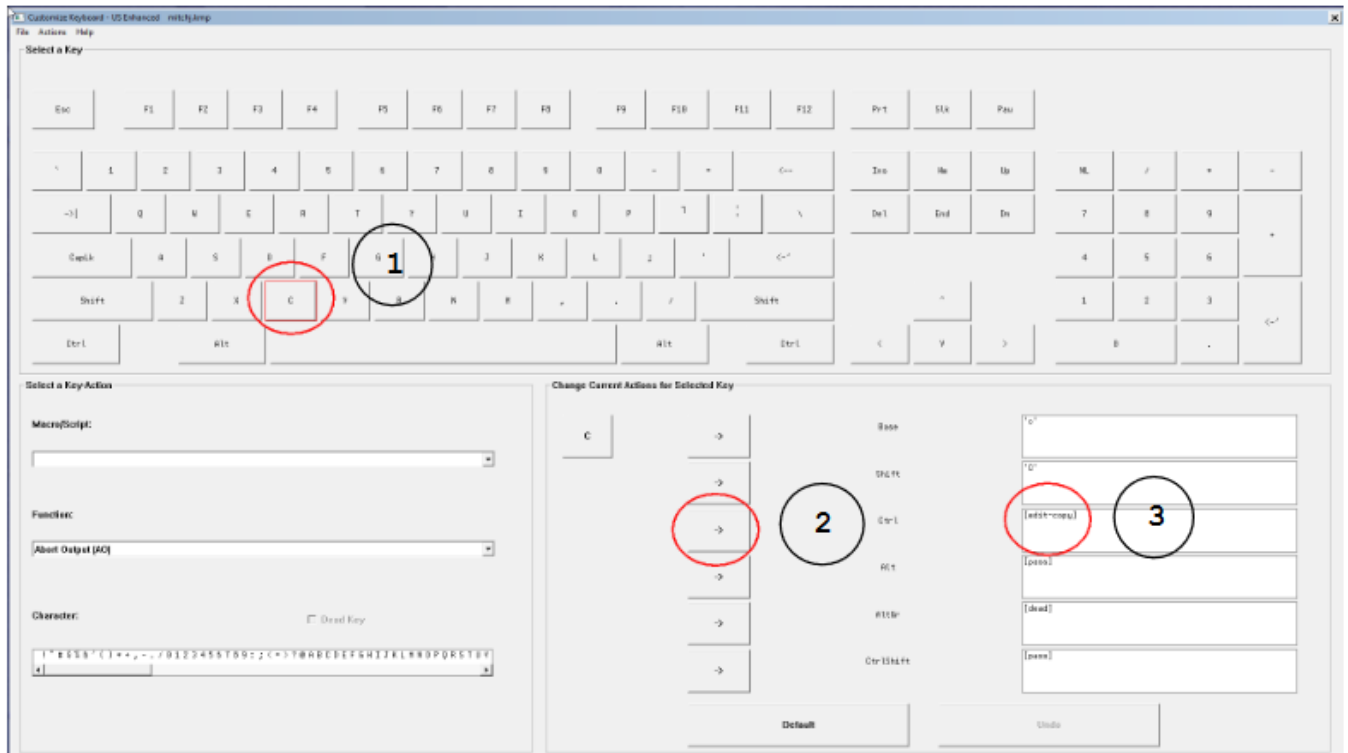 Customize Keyboard - US Enhanced mitchj.kmp
File Actions Help
Select a Key
Esc F1 F2 F3 F4 F5 F6 F7 F8 F9 F10 F11 F12 Prt Slk Pau
` 1 2 3 4 5 6 7 8 9 0 - = <-- Ins Hm Up NL / * -
->| Q W E R T Y U I O P \ Del End Dn 7 8 9 +
CapLk A S D F G J K L ; ' <-' 4 5 6
Shift Z X C V B N M , . / Shift ^ 1 2 3 <-'
Ctrl Alt Alt Ctrl < V > 0 .
1
Select a Key Action
Macro/Script:
Function:
Abort Output (AO)
Character:
Dead Key
Change Current Actions for Selected Key
C -> Base 'c'
-> Shift 'C'
-> 2 Ctrl [edit-copy] 3
-> Alt [pass]
-> AltGr [dead]
-> CtrlShift [pass]
Default Undo